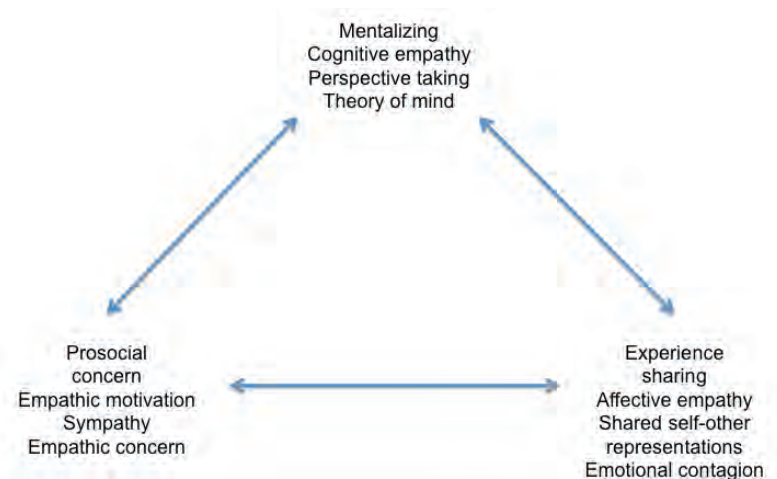 Mentalizing
Cognitive empathy
Perspective taking
Theory of mind
Prosocial
concern
Empathic motivation
Sympathy
Empathic concern
Experience
sharing
Affective empathy
Shared self-other
representations
Emotional contagion